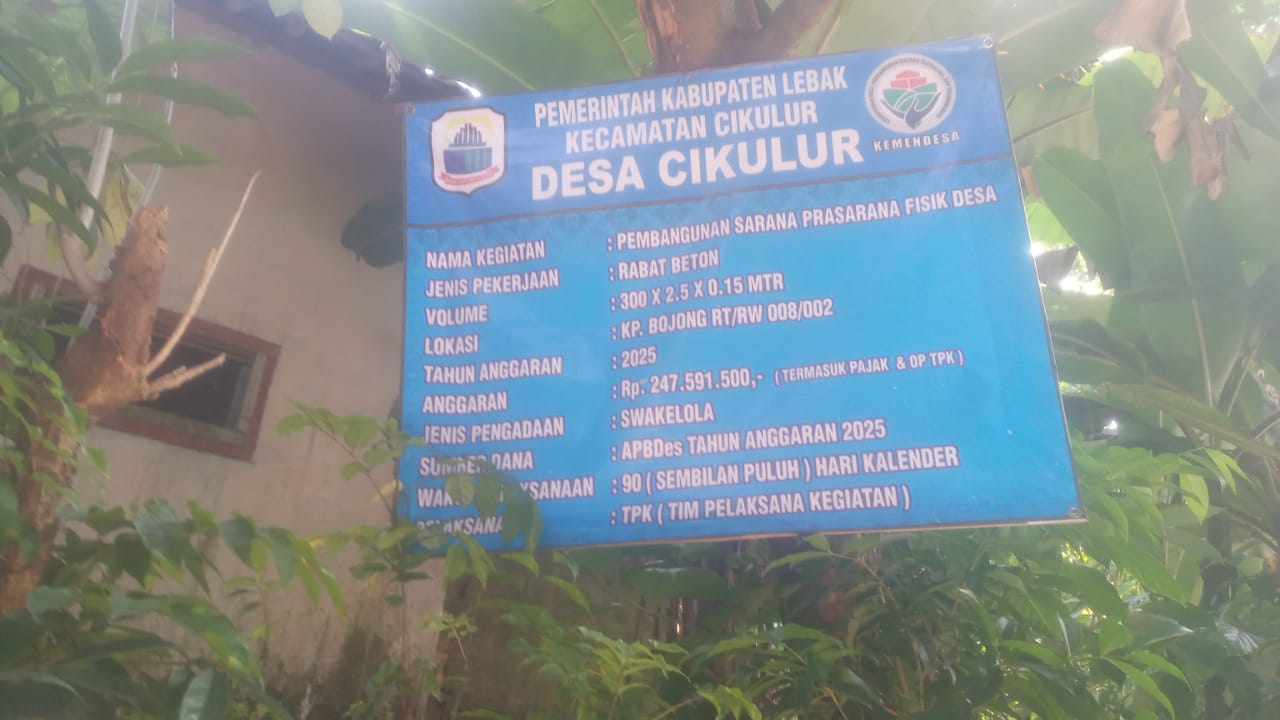 PEMERINTAH KABUPATEN LEBAK
KECAMATAN CIKULUR
DESA CIKULUR
KEMENDESA
NAMA KEGIATAN : PEMBANGUNAN SARANA PRASARANA FISIK DESA
JENIS PEKERJAAN : RABAT BETON
VOLUME : 300 X 2.5 X 0.15 MTR
LOKASI : KP. BOJONG RT/RW 008/002
TAHUN ANGGARAN : 2025
ANGGARAN : Rp. 247.591.500,- ( TERMASUK PAJAK & OP TPK )
JENIS PENGADAAN : SWAKELOLA
SUMBER DANA : APBDes TAHUN ANGGARAN 2025
: 90 ( SEMBILAN PULUH ) HARI KALENDER
PELAKSANA : TPK ( TIM PELAKSANA KEGIATAN )